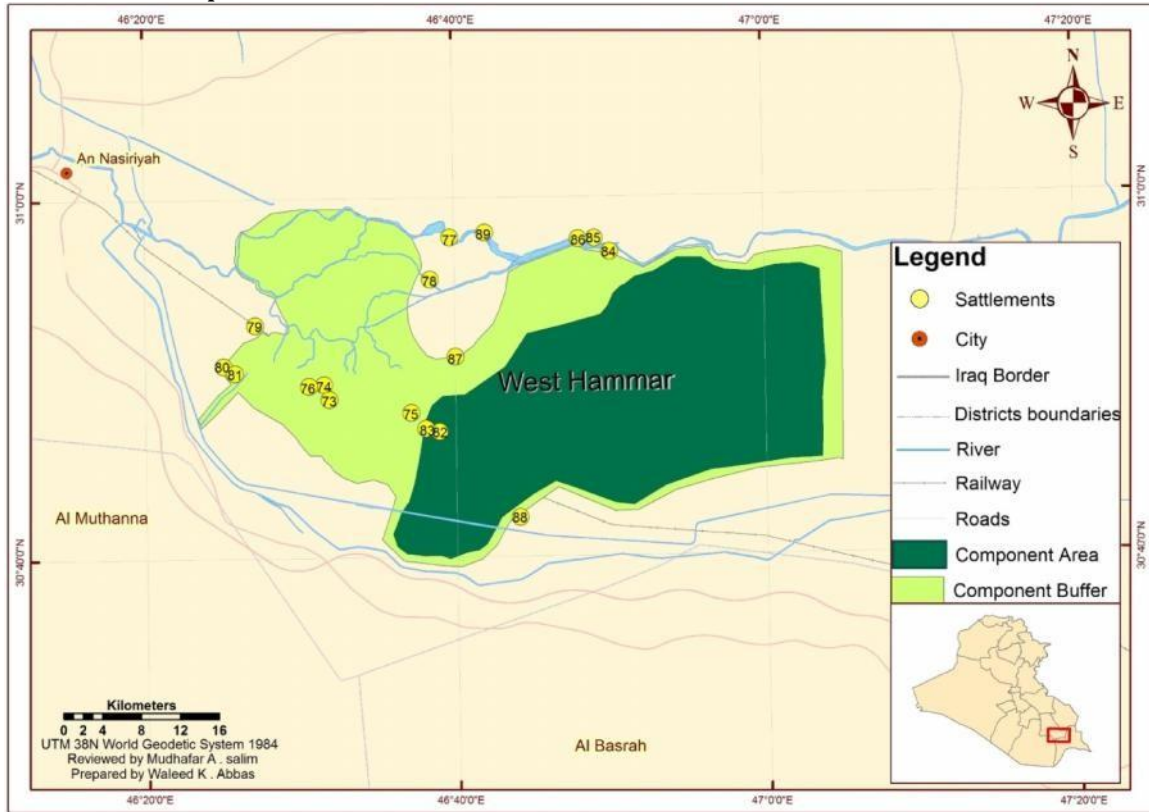 46°20'0"E 46°40'0"E 47°0'0"E 47°20'0"E
N
W E
S
An Nasiriyah
31°0'0"N
31°0'0"N
77 89 86 85 84
78
79
87
80 81
76 74 73
75
83 82
88
West Hammar
Al Muthanna
30°40'0"N
30°40'0"N
Al Basrah
Legend
Sattlements
City
Iraq Border
Districts boundaries
River
Railway
Roads
Component Area
Component Buffer
Kilometers
0 2 4 8 12 16
UTM 38N World Geodetic System 1984
Reviewed by Mudhafar A . salim
Prepared by Waleed K . Abbas
46°20'0"E 46°40'0"E 47°0'0"E 47°20'0"E